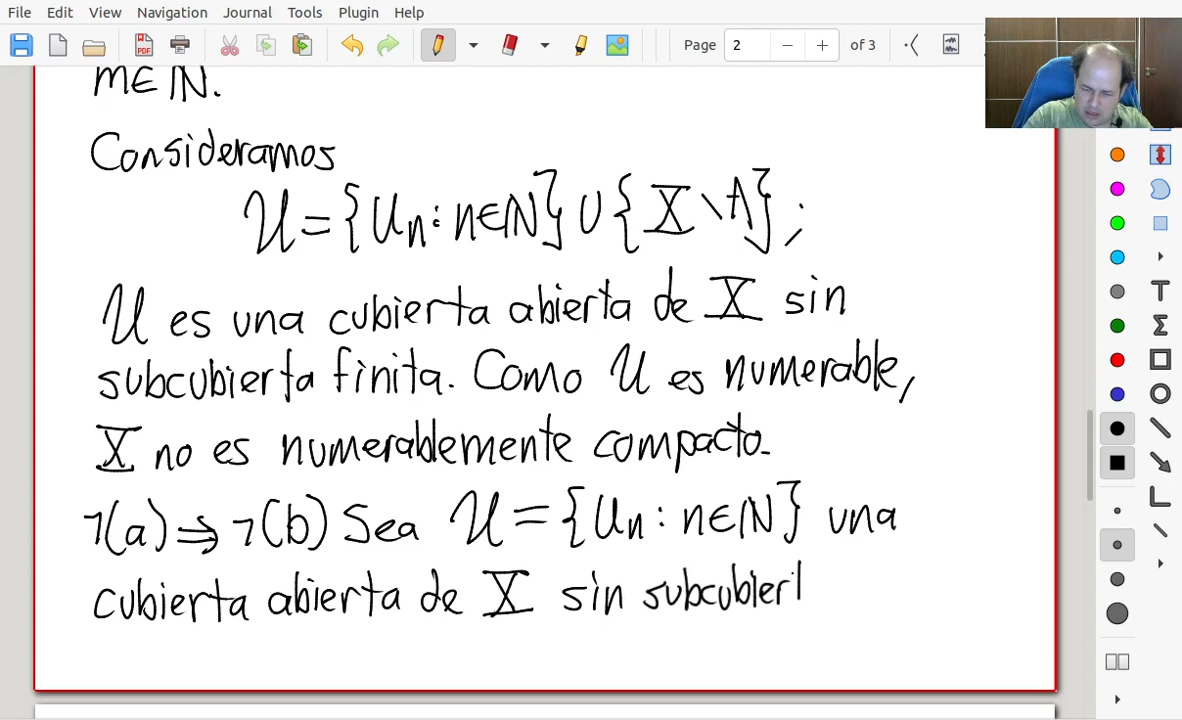 File Edit View Navigation Journal Tools Plugin Help
Page 2 of 3
m∈ℕ.
Consideramos
𝒰={Un: n∈ℕ}∪{X\A};
𝒰 es una cubierta abierta de X sin
subcubierta finita. Como 𝒰 es numerable,
X no es numerablemente compacto.
¬(a)⇒¬(b) Sea 𝒰={Un: n∈ℕ} una
cubierta abierta de X sin subcubiert